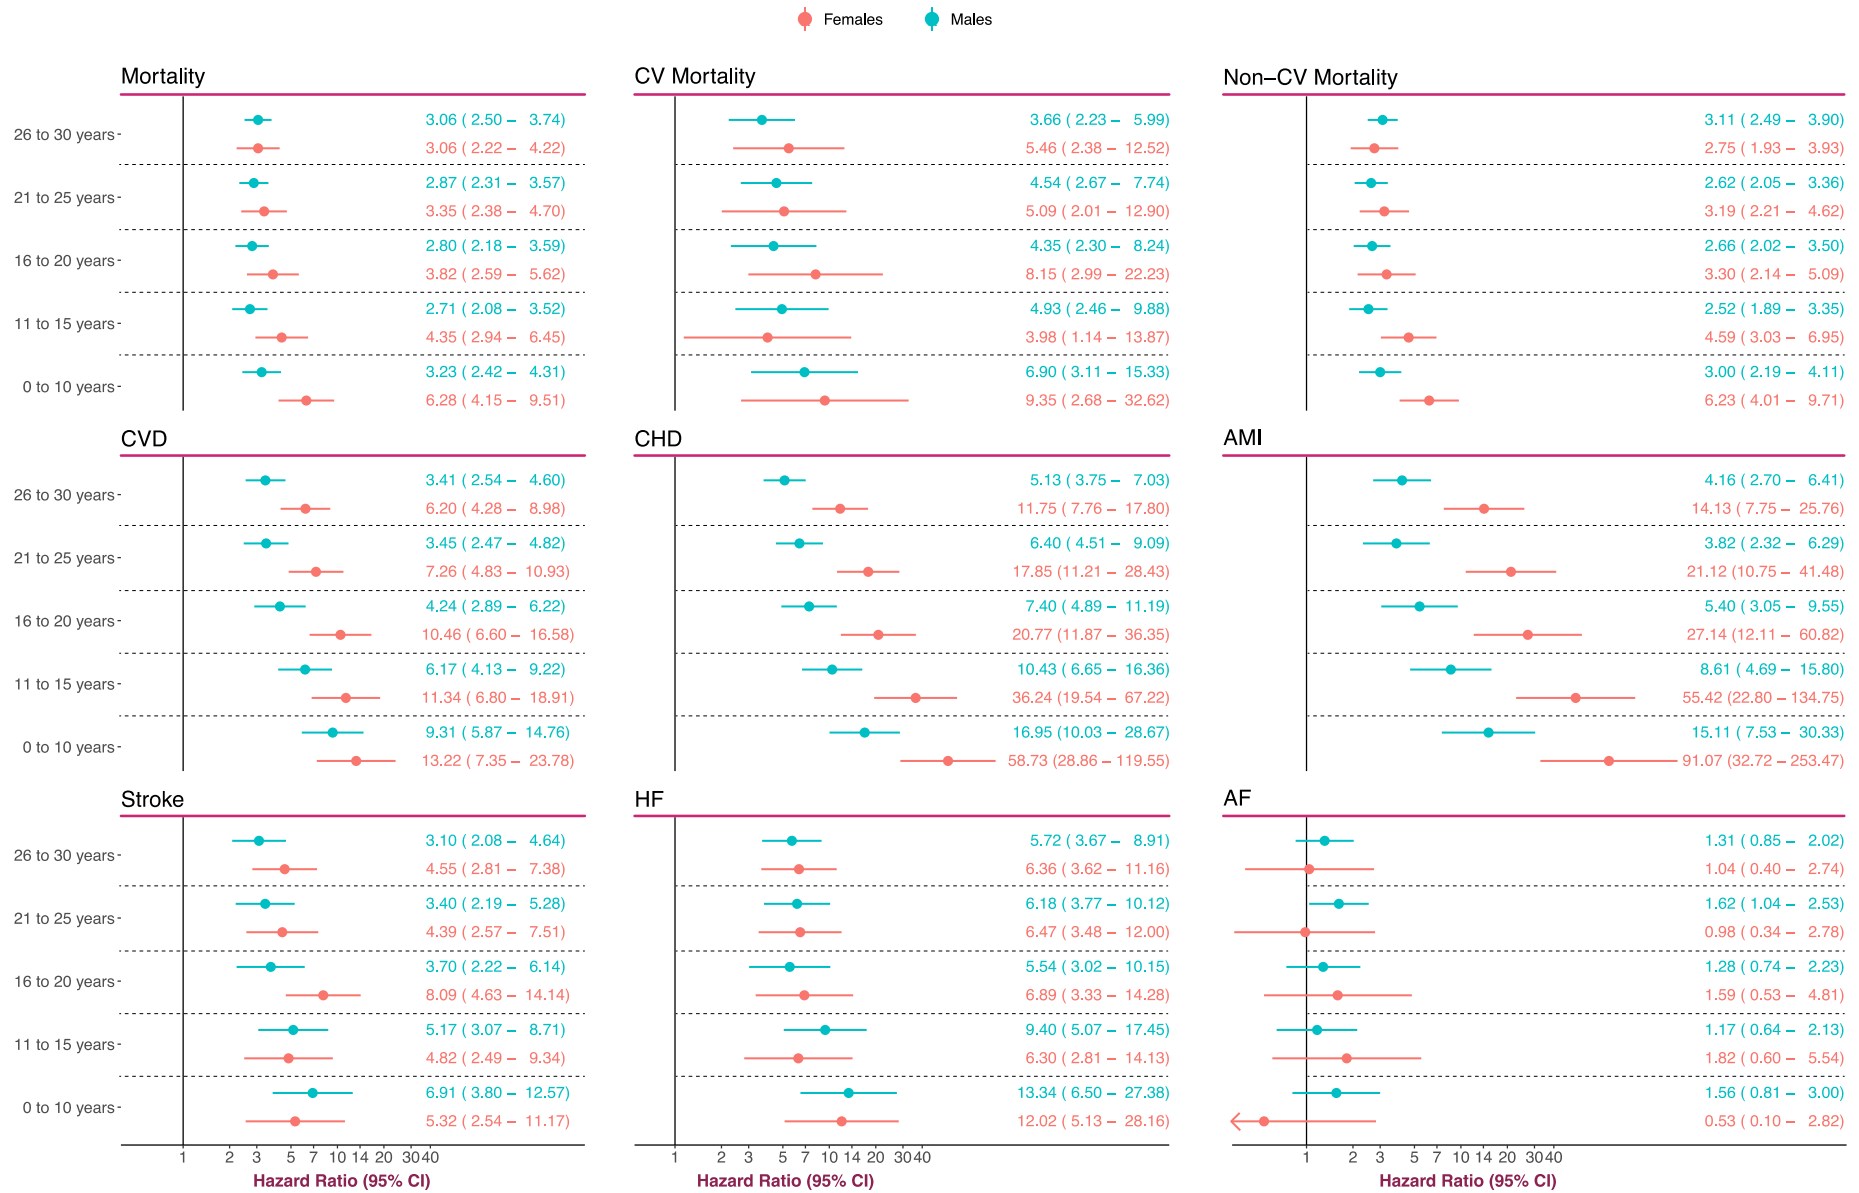 Females Males
Mortality CV Mortality Non–CV Mortality
3.06 ( 2.50 – 3.74) 3.66 ( 2.23 – 5.99) 3.11 ( 2.49 – 3.90)
26 to 30 years
3.06 ( 2.22 – 4.22) 5.46 ( 2.38 – 12.52) 2.75 ( 1.93 – 3.93)
2.87 ( 2.31 – 3.57) 4.54 ( 2.67 – 7.74) 2.62 ( 2.05 – 3.36)
21 to 25 years
3.35 ( 2.38 – 4.70) 5.09 ( 2.01 – 12.90) 3.19 ( 2.21 – 4.62)
2.80 ( 2.18 – 3.59) 4.35 ( 2.30 – 8.24) 2.66 ( 2.02 – 3.50)
16 to 20 years
3.82 ( 2.59 – 5.62) 8.15 ( 2.99 – 22.23) 3.30 ( 2.14 – 5.09)
2.71 ( 2.08 – 3.52) 4.93 ( 2.46 – 9.88) 2.52 ( 1.89 – 3.35)
11 to 15 years
4.35 ( 2.94 – 6.45) 3.98 ( 1.14 – 13.87) 4.59 ( 3.03 – 6.95)
3.23 ( 2.42 – 4.31) 6.90 ( 3.11 – 15.33) 3.00 ( 2.19 – 4.11)
0 to 10 years
6.28 ( 4.15 – 9.51) 9.35 ( 2.68 – 32.62) 6.23 ( 4.01 – 9.71)
CVD CHD AMI
3.41 ( 2.54 – 4.60) 5.13 ( 3.75 – 7.03) 4.16 ( 2.70 – 6.41)
26 to 30 years
6.20 ( 4.28 – 8.98) 11.75 ( 7.76 – 17.80) 14.13 ( 7.75 – 25.76)
3.45 ( 2.47 – 4.82) 6.40 ( 4.51 – 9.09) 3.82 ( 2.32 – 6.29)
21 to 25 years
7.26 ( 4.83 – 10.93) 17.85 (11.21 – 28.43) 21.12 (10.75 – 41.48)
4.24 ( 2.89 – 6.22) 7.40 ( 4.89 – 11.19) 5.40 ( 3.05 – 9.55)
16 to 20 years
10.46 ( 6.60 – 16.58) 20.77 (11.87 – 36.35) 27.14 (12.11 – 60.82)
6.17 ( 4.13 – 9.22) 10.43 ( 6.65 – 16.36) 8.61 ( 4.69 – 15.80)
11 to 15 years
11.34 ( 6.80 – 18.91) 36.24 (19.54 – 67.22) 55.42 (22.80 – 134.75)
9.31 ( 5.87 – 14.76) 16.95 (10.03 – 28.67) 15.11 ( 7.53 – 30.33)
0 to 10 years
13.22 ( 7.35 – 23.78) 58.73 (28.86 – 119.55) 91.07 (32.72 – 253.47)
Stroke HF AF
3.10 ( 2.08 – 4.64) 5.72 ( 3.67 – 8.91) 1.31 ( 0.85 – 2.02)
26 to 30 years
4.55 ( 2.81 – 7.38) 6.36 ( 3.62 – 11.16) 1.04 ( 0.40 – 2.74)
3.40 ( 2.19 – 5.28) 6.18 ( 3.77 – 10.12) 1.62 ( 1.04 – 2.53)
21 to 25 years
4.39 ( 2.57 – 7.51) 6.47 ( 3.48 – 12.00) 0.98 ( 0.34 – 2.78)
3.70 ( 2.22 – 6.14) 5.54 ( 3.02 – 10.15) 1.28 ( 0.74 – 2.23)
16 to 20 years
8.09 ( 4.63 – 14.14) 6.89 ( 3.33 – 14.28) 1.59 ( 0.53 – 4.81)
5.17 ( 3.07 – 8.71) 9.40 ( 5.07 – 17.45) 1.17 ( 0.64 – 2.13)
11 to 15 years
4.82 ( 2.49 – 9.34) 6.30 ( 2.81 – 14.13) 1.82 ( 0.60 – 5.54)
6.91 ( 3.80 – 12.57) 13.34 ( 6.50 – 27.38) 1.56 ( 0.81 – 3.00)
0 to 10 years
5.32 ( 2.54 – 11.17) 12.02 ( 5.13 – 28.16) 0.53 ( 0.10 – 2.82)
1 2 3 5 7 10 14 20 30 40 1 2 3 5 7 10 14 20 30 40 1 2 3 5 7 10 14 20 30 40
Hazard Ratio (95% CI) Hazard Ratio (95% CI) Hazard Ratio (95% CI)